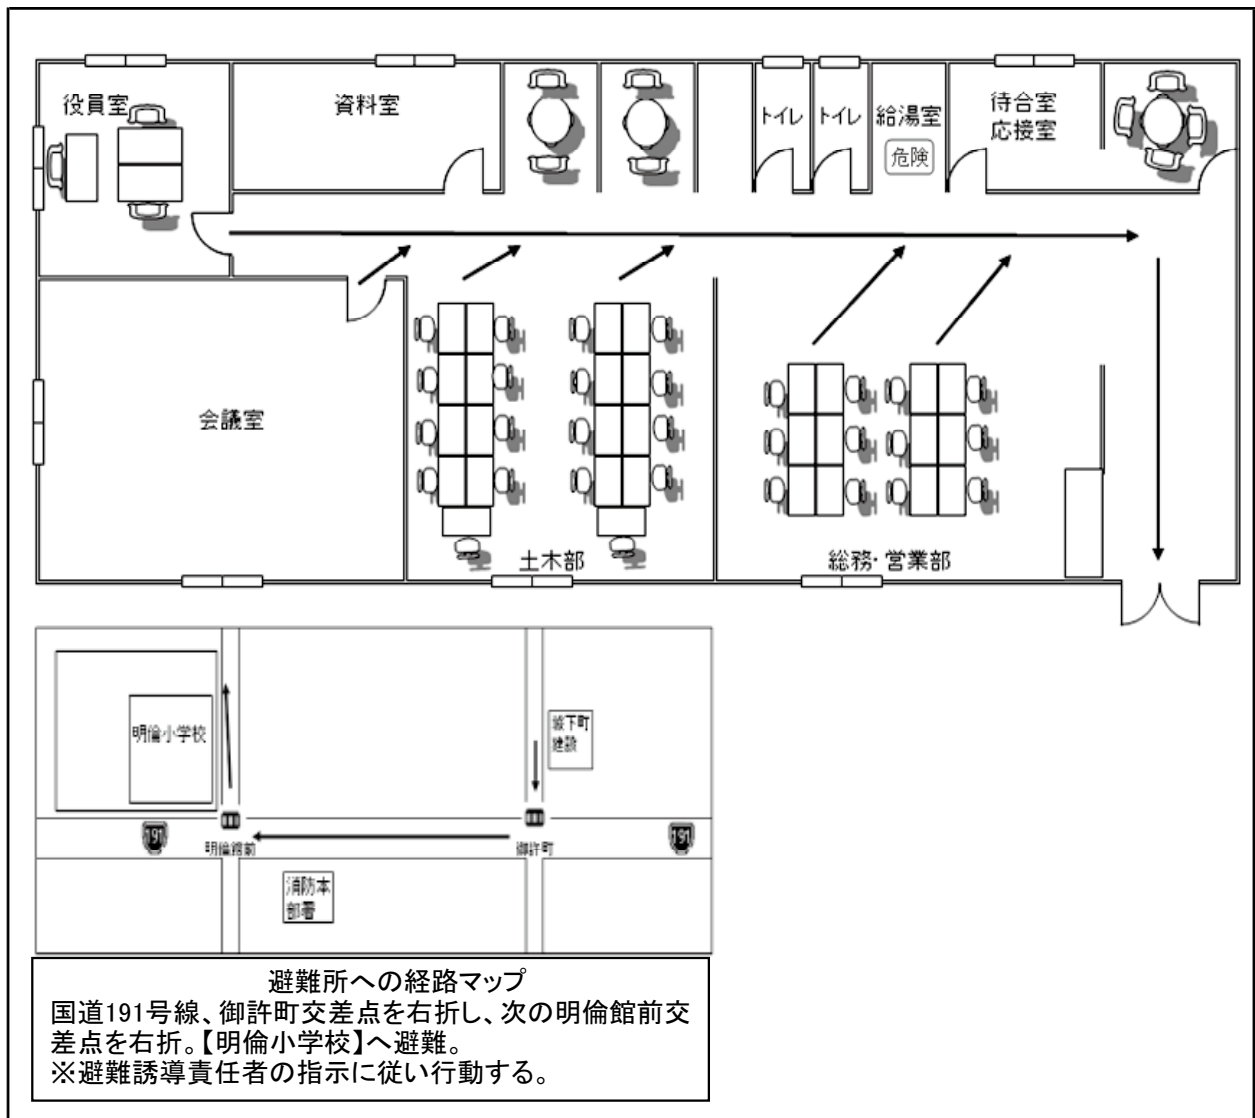 役員室
資料室
トイレ
トイレ
給湯室
危険
待合室
応接室
会議室
土木部
総務・営業部
明倫小学校
城下町
建設
191
明倫館前
御許町
191
消防本
部署
避難所への経路マップ
国道191号線、御許町交差点を右折し、次の明倫館前交
差点を右折。【明倫小学校】へ避難。
※避難誘導責任者の指示に従い行動する。